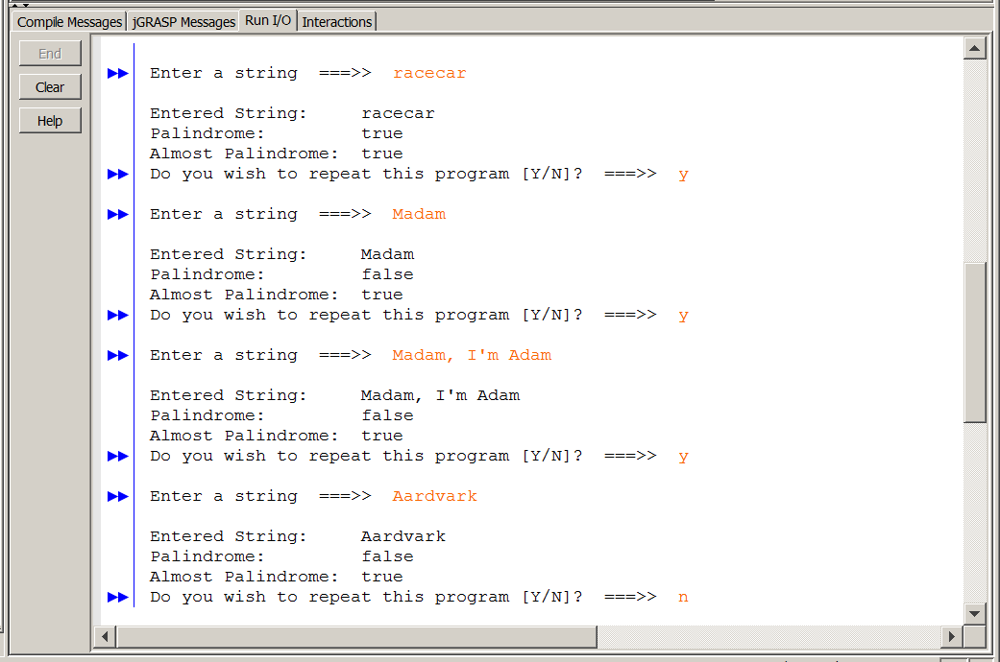 Compile Messages jGRASP Messages Run I/O Interactions
End
Clear
Help
Enter a string ===>> racecar
Entered String: racecar
Palindrome: true
Almost Palindrome: true
Do you wish to repeat this program [Y/N]? ===>> y
Enter a string ===>> Madam
Entered String: Madam
Palindrome: false
Almost Palindrome: true
Do you wish to repeat this program [Y/N]? ===>> y
Enter a string ===>> Madam, I'm Adam
Entered String: Madam, I'm Adam
Palindrome: false
Almost Palindrome: true
Do you wish to repeat this program [Y/N]? ===>> y
Enter a string ===>> Aardvark
Entered String: Aardvark
Palindrome: false
Almost Palindrome: true
Do you wish to repeat this program [Y/N]? ===>> n